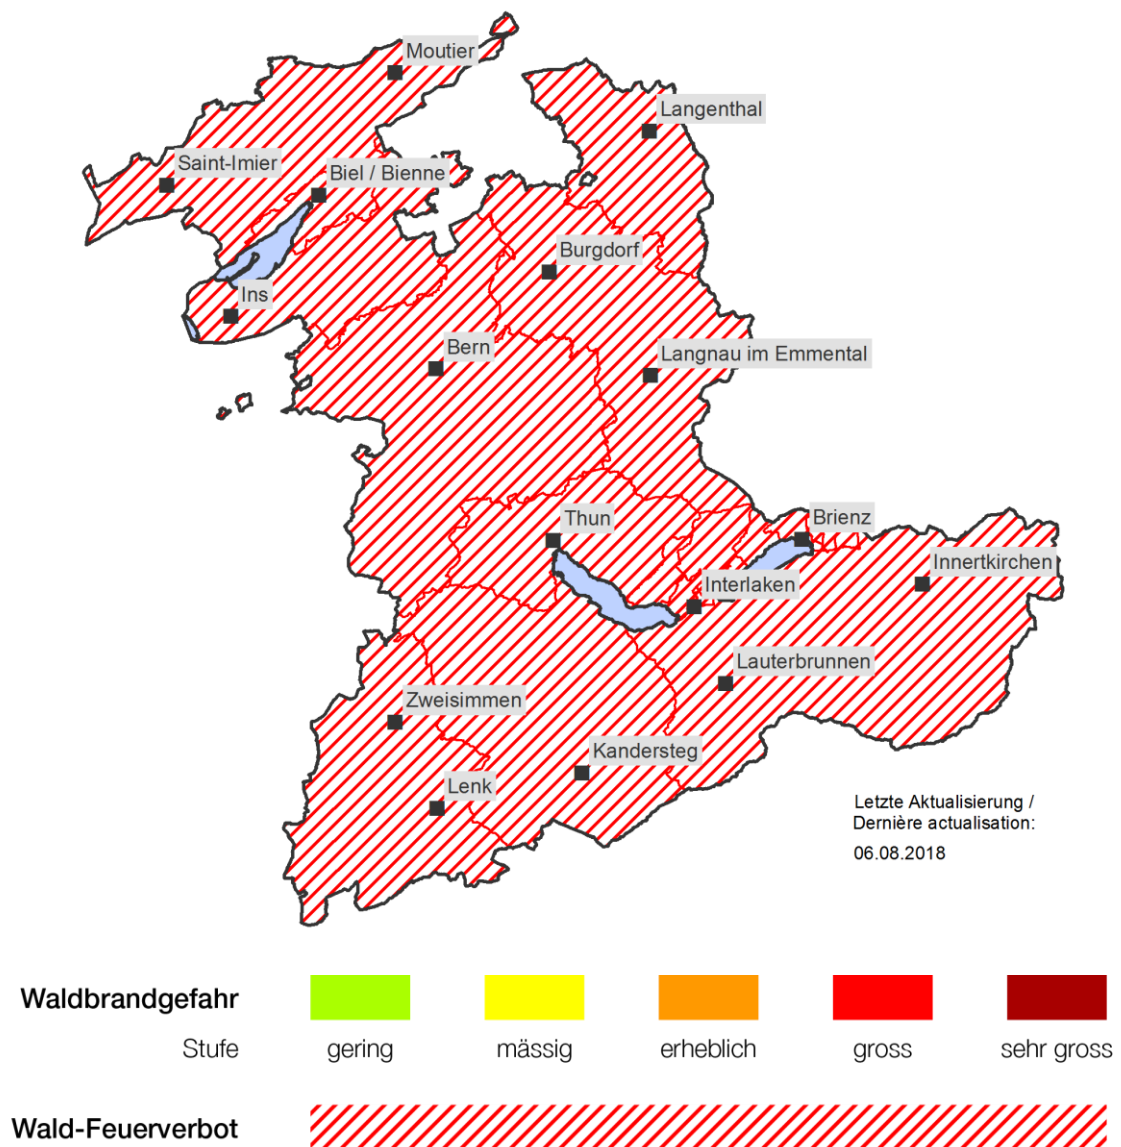 Moutier
Langenthal
Saint-Imier
Biel / Bienne
Burgdorf
Ins
Bern
Langnau im Emmental
Thun
Brienz
Innertkirchen
Interlaken
Lauterbrunnen
Zweisimmen
Kandersteg
Lenk
Letzte Aktualisierung /
Dernière actualisation:
06.08.2018
Waldbrandgefahr
Stufe gering mässig erheblich gross sehr gross
Wald-Feuerverbot